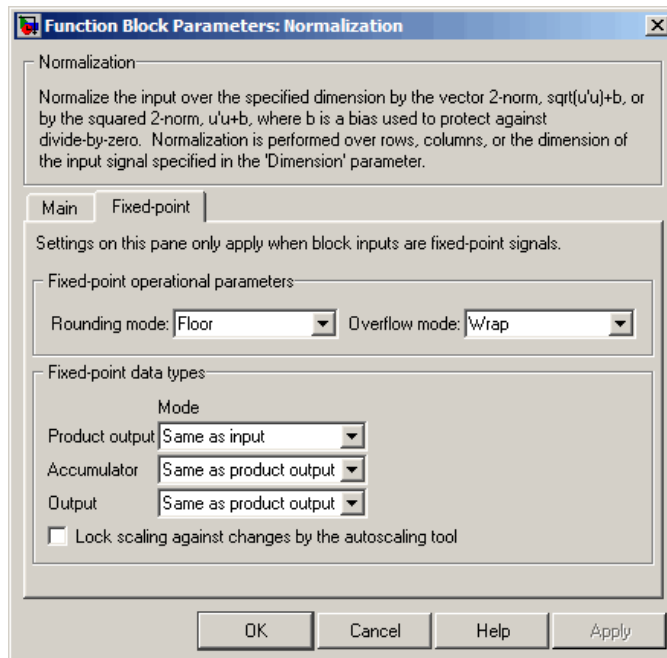 Function Block Parameters: Normalization
Normalization
Normalize the input over the specified dimension by the vector 2-norm, sqrt(u'u)+b, or
by the squared 2-norm, u'u+b, where b is a bias used to protect against
divide-by-zero.  Normalization is performed over rows, columns, or the dimension of
the input signal specified in the 'Dimension' parameter.
Main Fixed-point
Settings on this pane only apply when block inputs are fixed-point signals.
Fixed-point operational parameters
Rounding mode: Floor Overflow mode: Wrap
Fixed-point data types
Mode
Product output Same as input
Accumulator Same as product output
Output Same as product output
Lock scaling against changes by the autoscaling tool
OK Cancel Help Apply